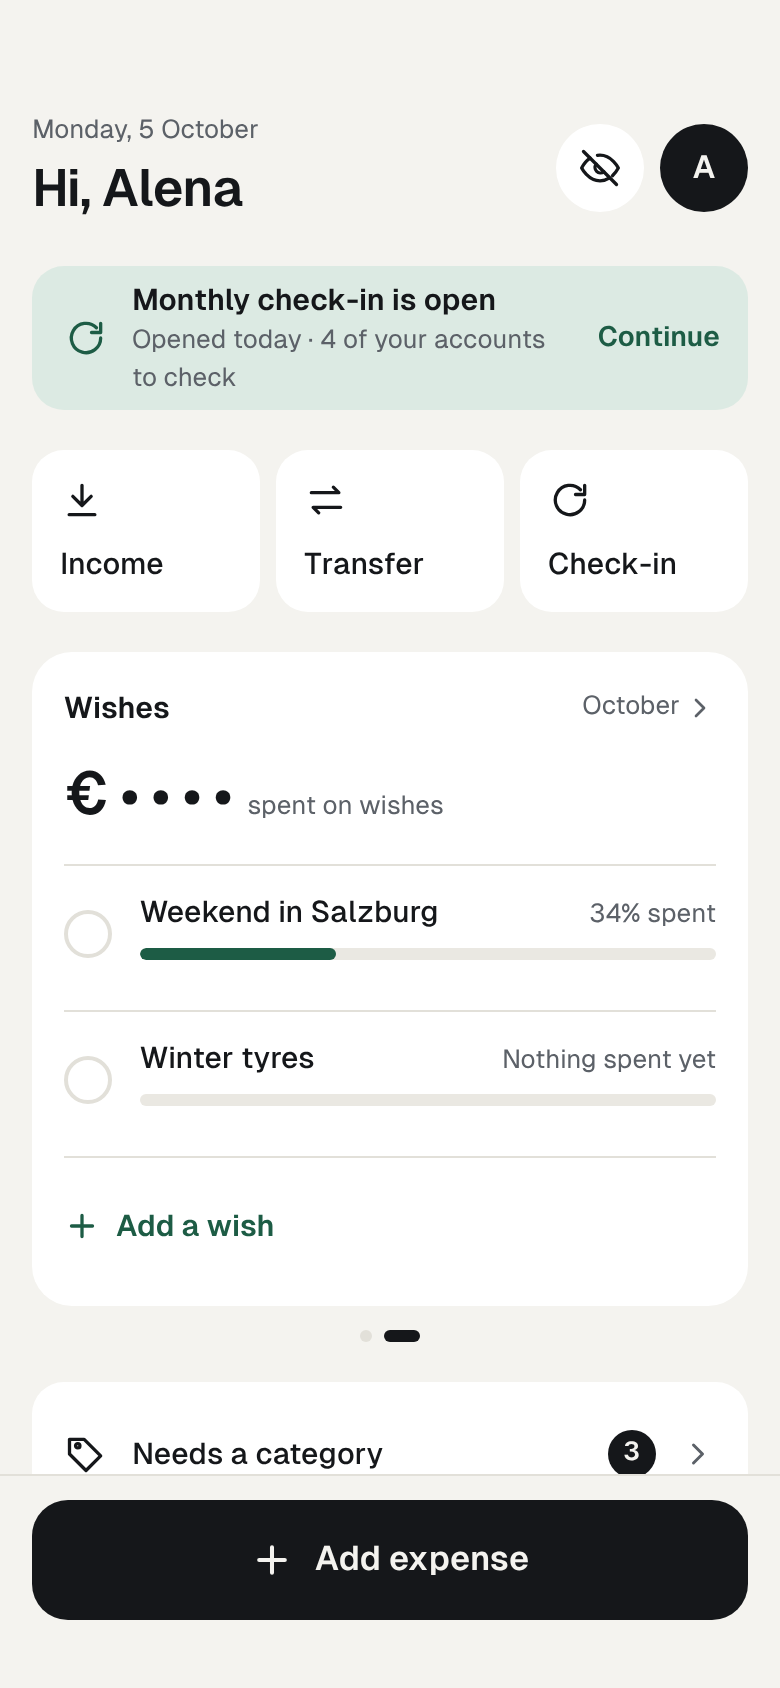 Monday, 5 October
Hi, Alena
A
Monthly check-in is open
Opened today · 4 of your accounts
to check
Continue
Income
Transfer
Check-in
Wishes
October
€ •••• spent on wishes
Weekend in Salzburg
34% spent
Winter tyres
Nothing spent yet
Add a wish
Needs a category
3
Add expense